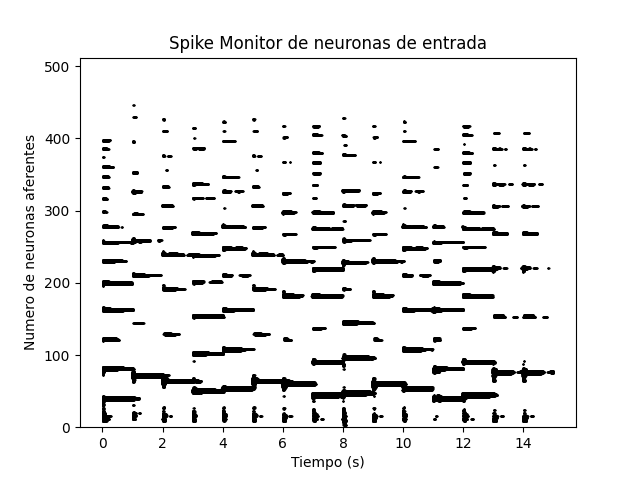 Spike Monitor de neuronas de entrada
Numero de neuronas aferentes
500
400
300
200
100
0
0 2 4 6 8 10 12 14
Tiempo (s)